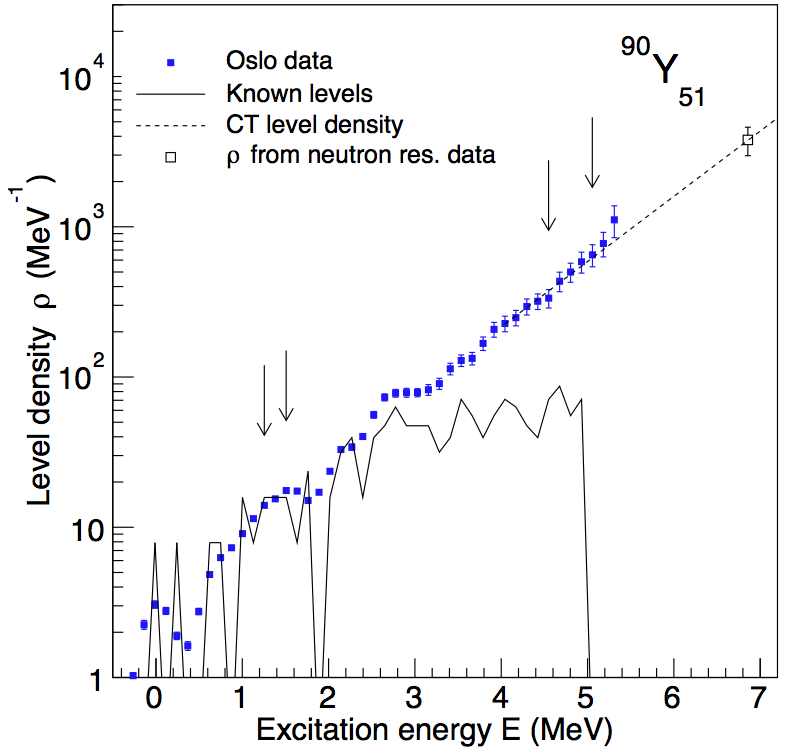 Oslo data
Known levels
CT level density
ρ from neutron res. data
⁹⁰Y₅₁
10⁴
10³
10²
10
1
Level density ρ (MeV⁻¹)
0 1 2 3 4 5 6 7
Excitation energy E (MeV)